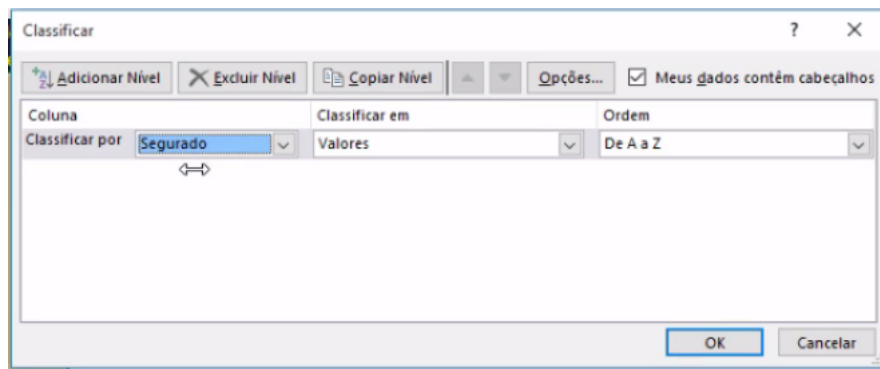 Classificar ?
Adicionar Nível Excluir Nível Copiar Nível Opções... Meus dados contêm cabeçalhos
Coluna Classificar em Ordem
Classificar por Segurado Valores De A a Z
OK Cancelar